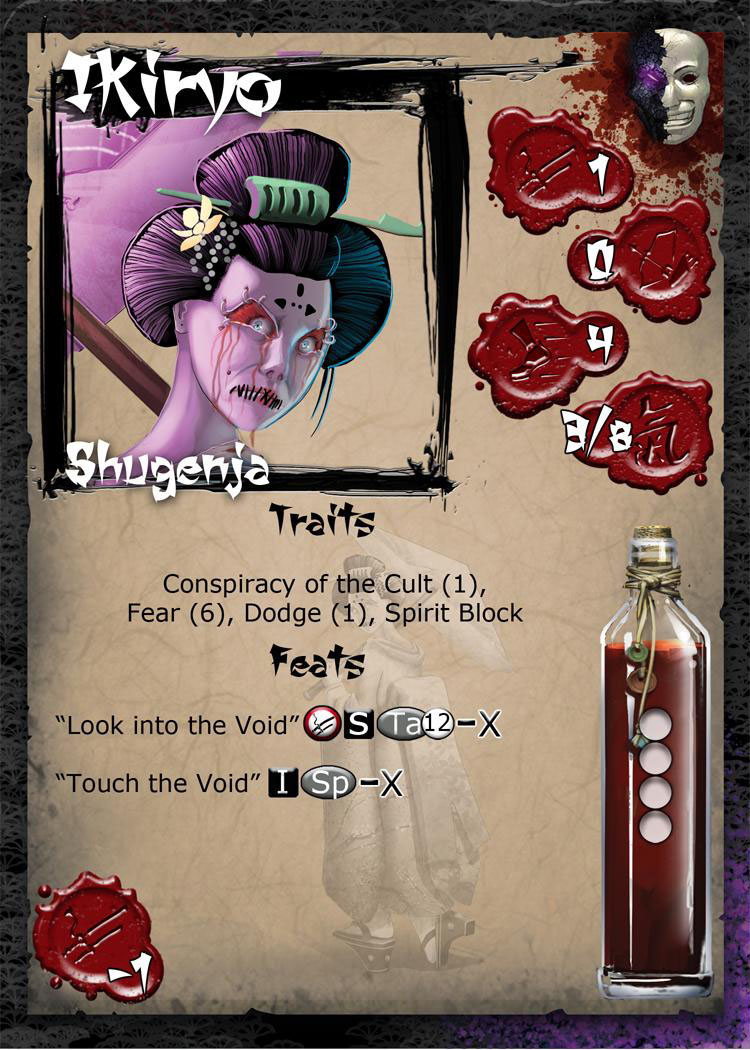 Ikiryo
1
0
4
3/8
気
Shugenja
Traits
Conspiracy of the Cult (1),
Fear (6), Dodge (1), Spirit Block
Feats
“Look into the Void” S Ta 12 -X
“Touch the Void” I Sp -X
-1